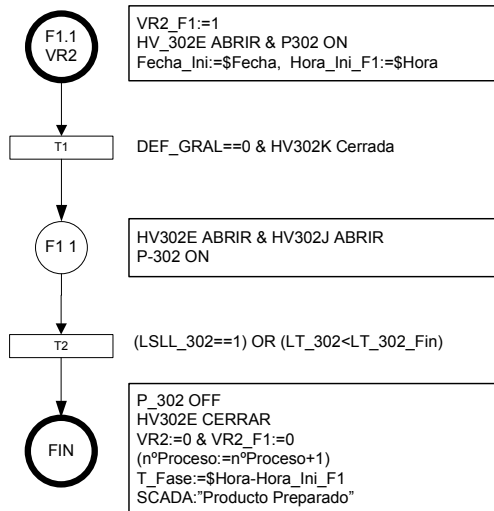 F1.1
VR2
VR2_F1:=1
HV_302E ABRIR & P302 ON
Fecha_Ini:=$Fecha, Hora_Ini_F1:=$Hora
T1
DEF_GRAL==0 & HV302K Cerrada
F1 1
HV302E ABRIR & HV302J ABRIR
P-302 ON
T2
(LSLL_302==1) OR (LT_302<LT_302_Fin)
FIN
P_302 OFF
HV302E CERRAR
VR2:=0 & VR2_F1:=0
(nºProceso:=nºProceso+1)
T_Fase:=$Hora-Hora_Ini_F1
SCADA:"Producto Preparado"